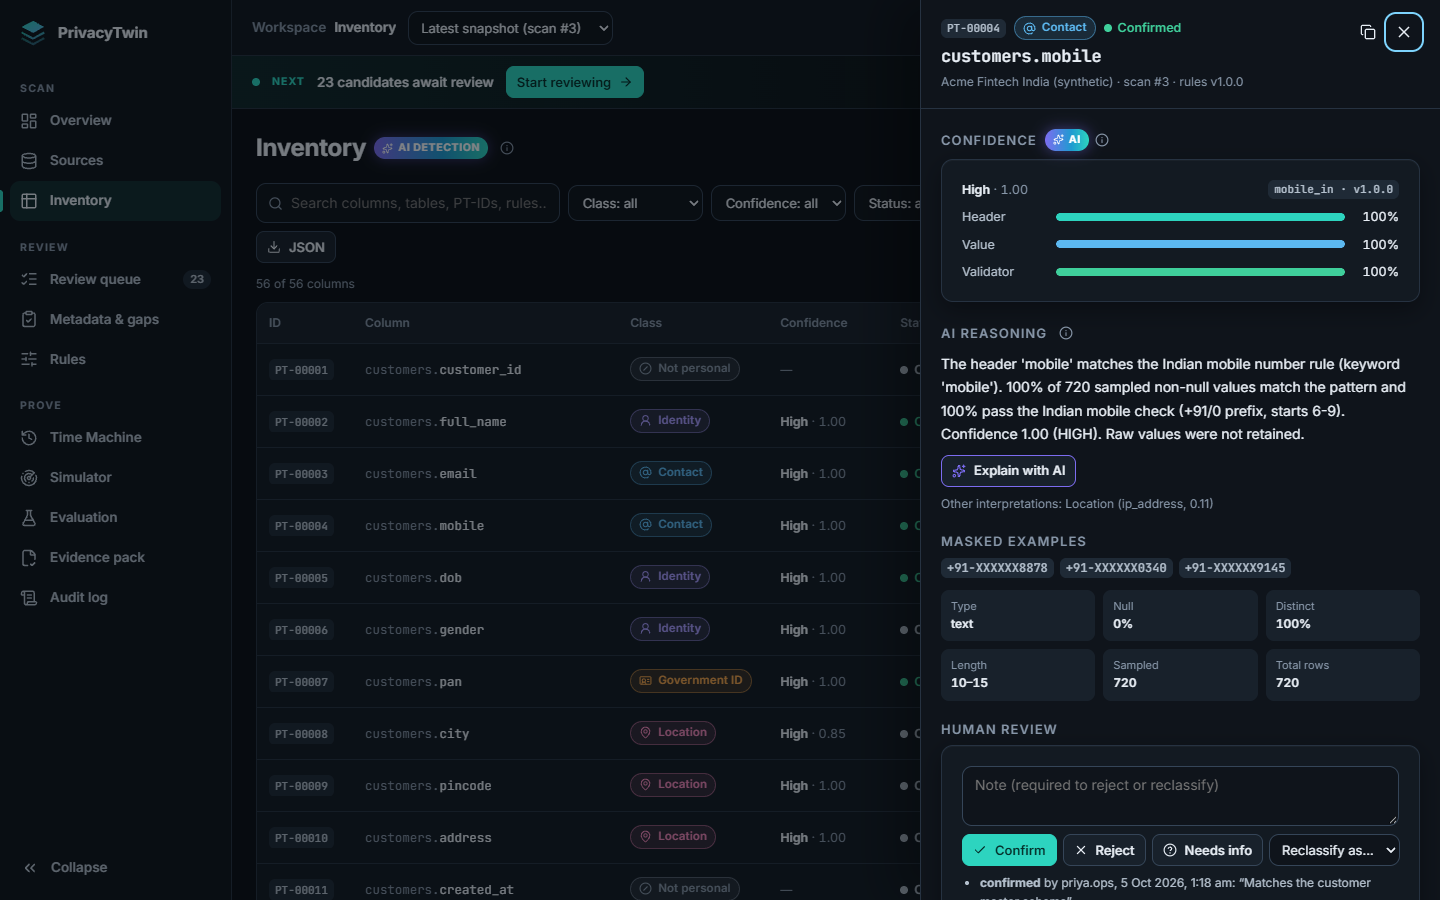 PrivacyTwin
SCAN
Overview
Sources
Inventory
REVIEW
Review queue 23
Metadata & gaps
Rules
PROVE
Time Machine
Simulator
Evaluation
Evidence pack
Audit log
Collapse
Workspace Inventory Latest snapshot (scan #3)
NEXT 23 candidates await review Start reviewing
Inventory AI DETECTION
Search columns, tables, PT-IDs, rules.. Class: all Confidence: all Status: a
JSON
56 of 56 columns
ID Column Class Confidence Sta
PT-00001 customers.customer_id Not personal —
PT-00002 customers.full_name Identity High · 1.00
PT-00003 customers.email Contact High · 1.00
PT-00004 customers.mobile Contact High · 1.00
PT-00005 customers.dob Identity High · 1.00
PT-00006 customers.gender Identity High · 1.00
PT-00007 customers.pan Government ID High · 1.00
PT-00008 customers.city Location High · 0.85
PT-00009 customers.pincode Location High · 1.00
PT-00010 customers.address Location High · 1.00
PT-00011 customers.created_at Not personal —
PT-00004 Contact Confirmed
customers.mobile
Acme Fintech India (synthetic) · scan #3 · rules v1.0.0
CONFIDENCE AI
High · 1.00 mobile_in · v1.0.0
Header 100%
Value 100%
Validator 100%
AI REASONING
The header 'mobile' matches the Indian mobile number rule (keyword
'mobile'). 100% of 720 sampled non-null values match the pattern and
100% pass the Indian mobile check (+91/0 prefix, starts 6-9).
Confidence 1.00 (HIGH). Raw values were not retained.
Explain with AI
Other interpretations: Location (ip_address, 0.11)
MASKED EXAMPLES
+91-XXXXXX8878 +91-XXXXXX0340 +91-XXXXXX9145
Type Null Distinct
text 0% 100%
Length Sampled Total rows
10–15 720 720
HUMAN REVIEW
Note (required to reject or reclassify)
Confirm Reject Needs info Reclassify as...
confirmed by priya.ops, 5 Oct 2026, 1:18 am: “Matches the customer